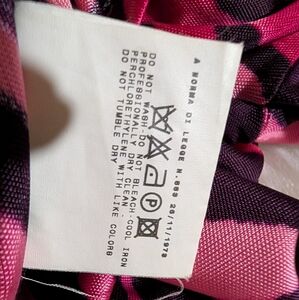 A NORMA DI LEGGE N.883 26/11/1973
P
DO NOT WASH-DO NOT BLEACH-COOL IRON
PROFESSIONALLY DRY CLEAN.
PERCHLORETHYLENE WITH LIKE COLORS
DO NOT TUMBLE DRY